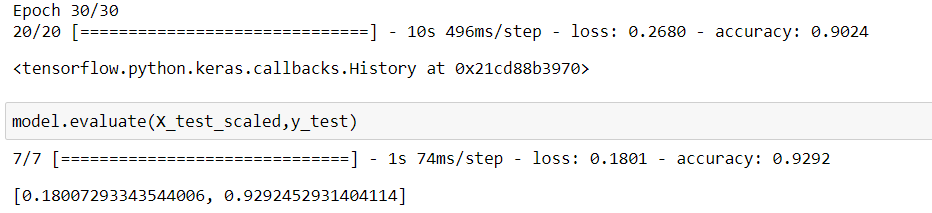 Epoch 30/30
20/20 [==============================] - 10s 496ms/step - loss: 0.2680 - accuracy: 0.9024
<tensorflow.python.keras.callbacks.History at 0x21cd88b3970>
model.evaluate(X_test_scaled,y_test)
7/7 [==============================] - 1s 74ms/step - loss: 0.1801 - accuracy: 0.9292
[0.18007293343544006, 0.9292452931404114]